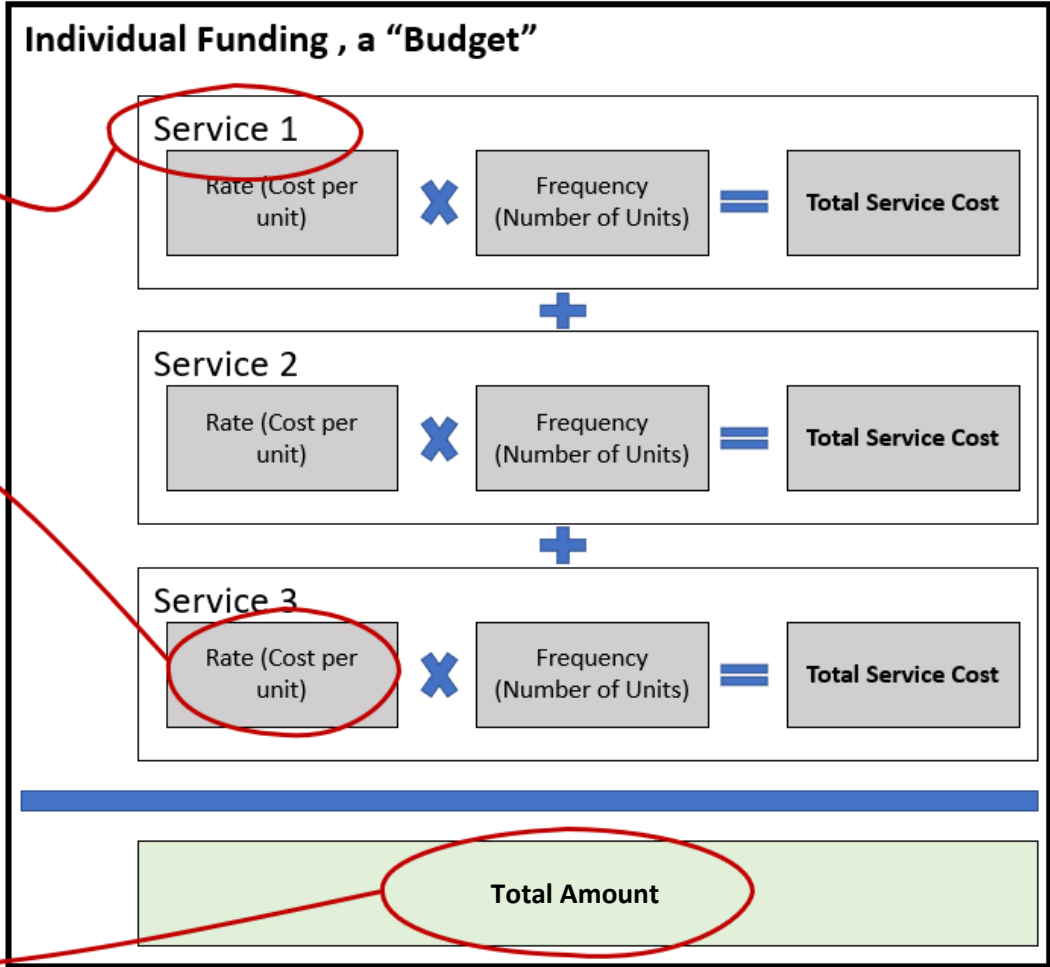 Individual Funding , a “Budget”
Service 1
Rate (Cost per
unit)
Frequency
(Number of Units)
Total Service Cost
Service 2
Rate (Cost per
unit)
Frequency
(Number of Units)
Total Service Cost
Service 3
Rate (Cost per
unit)
Frequency
(Number of Units)
Total Service Cost
Total Amount